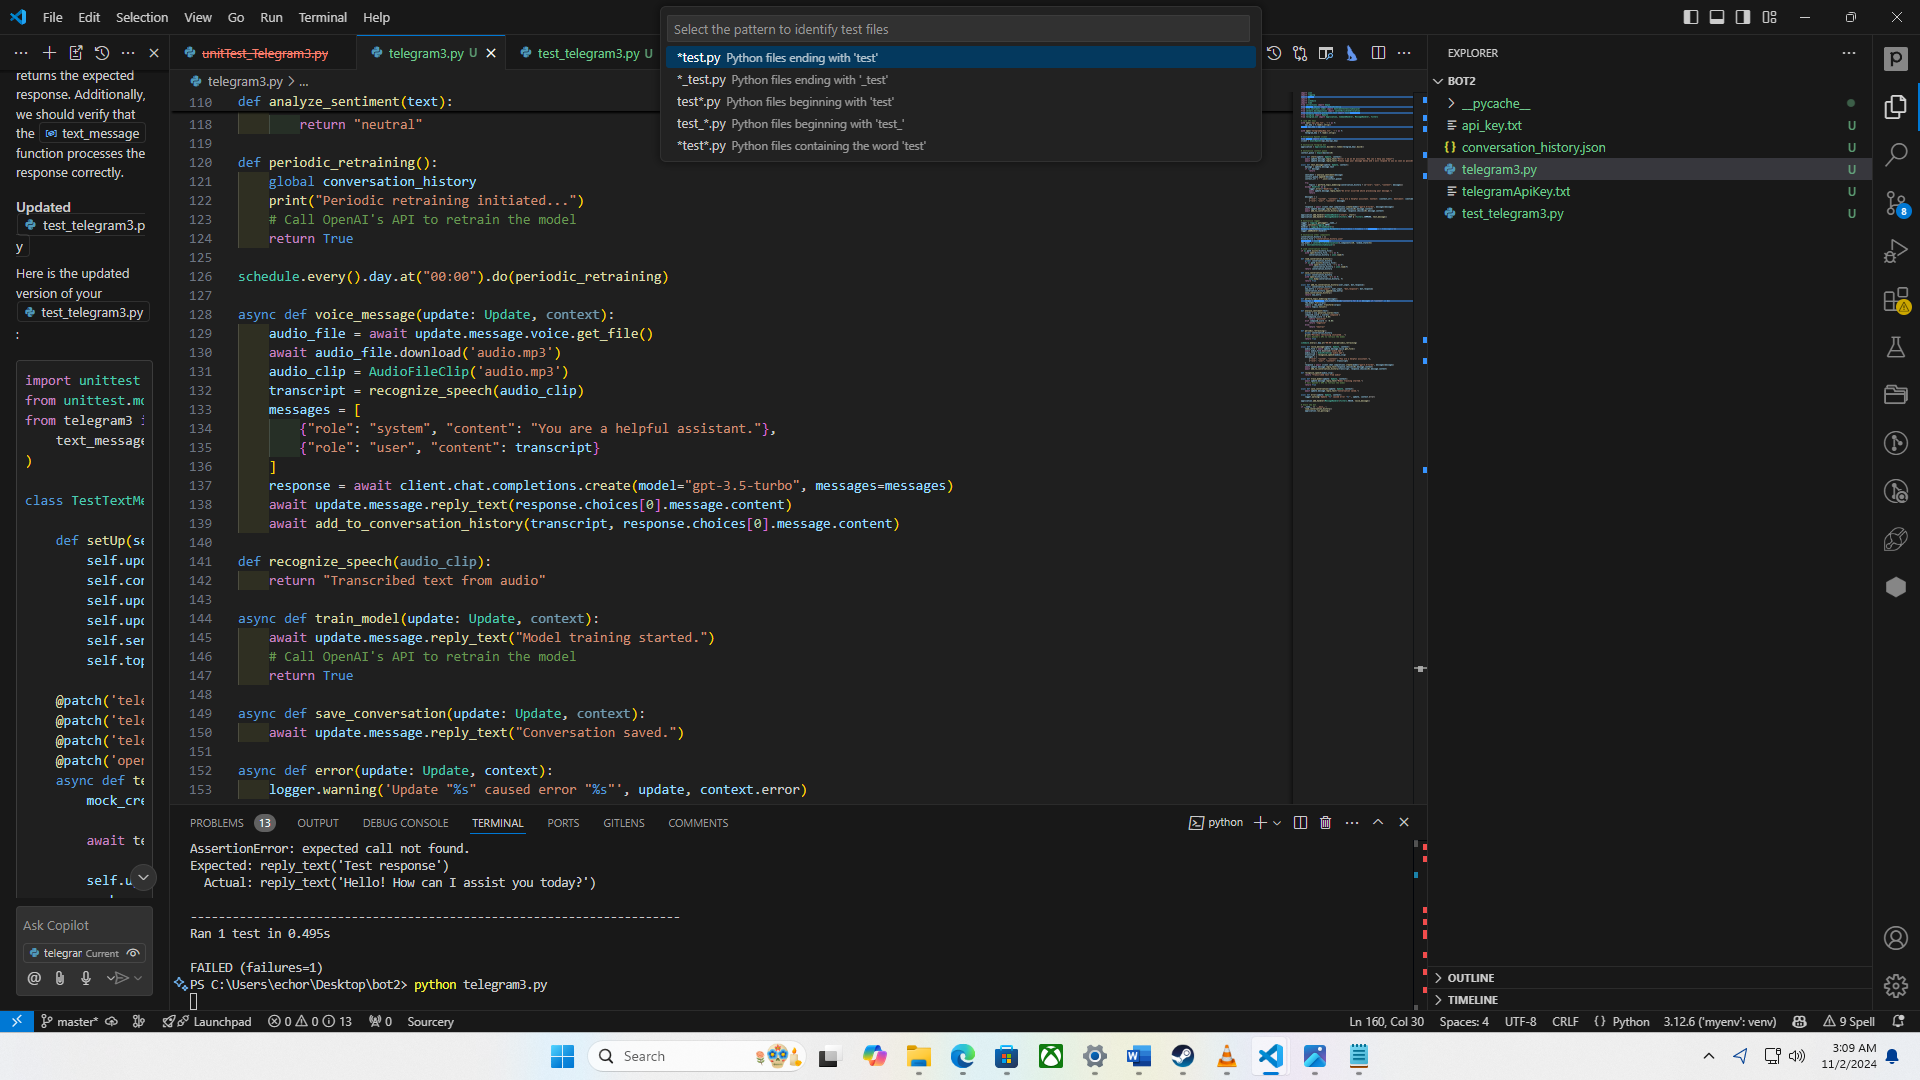 File Edit Selection View Go Run Terminal Help
Select the pattern to identify test files
*test.py Python files ending with 'test'
*_test.py Python files ending with '_test'
test*.py Python files beginning with 'test'
test_*.py Python files beginning with 'test_'
*test*.py Python files containing the word 'test'
returns the expected
response. Additionally,
we should verify that
the text_message
function processes the
response correctly.
Updated
test_telegram3.p
y
Here is the updated
version of your
test_telegram3.py
:
import unittest
from unittest.mo
from telegram3 i
text_message
)
class TestTextMe
def setUp(se
self.upd
self.con
self.upd
self.upd
self.ser
self.top
@patch('tele
@patch('tele
@patch('tele
@patch('open
async def te
mock_cre
await te
self.u
Ask Copilot
telegrar Current
unitTest_Telegram3.py
telegram3.py U
test_telegram3.py U
telegram3.py > ...
110 def analyze_sentiment(text):
118 return "neutral"
119
120 def periodic_retraining():
121 global conversation_history
122 print("Periodic retraining initiated...")
123 # Call OpenAI's API to retrain the model
124 return True
125
126 schedule.every().day.at("00:00").do(periodic_retraining)
127
128 async def voice_message(update: Update, context):
129 audio_file = await update.message.voice.get_file()
130 await audio_file.download('audio.mp3')
131 audio_clip = AudioFileClip('audio.mp3')
132 transcript = recognize_speech(audio_clip)
133 messages = [
134 {"role": "system", "content": "You are a helpful assistant."},
135 {"role": "user", "content": transcript}
136 ]
137 response = await client.chat.completions.create(model="gpt-3.5-turbo", messages=messages)
138 await update.message.reply_text(response.choices[0].message.content)
139 await add_to_conversation_history(transcript, response.choices[0].message.content)
140
141 def recognize_speech(audio_clip):
142 return "Transcribed text from audio"
143
144 async def train_model(update: Update, context):
145 await update.message.reply_text("Model training started.")
146 # Call OpenAI's API to retrain the model
147 return True
148
149 async def save_conversation(update: Update, context):
150 await update.message.reply_text("Conversation saved.")
151
152 async def error(update: Update, context):
153 logger.warning('Update "%s" caused error "%s"', update, context.error)
PROBLEMS 13 OUTPUT DEBUG CONSOLE TERMINAL PORTS GITLENS COMMENTS
python
AssertionError: expected call not found.
Expected: reply_text('Test response')
Actual: reply_text('Hello! How can I assist you today?')
----------------------------------------------------------------------
Ran 1 test in 0.495s
FAILED (failures=1)
PS C:\Users\echor\Desktop\bot2> python telegram3.py
EXPLORER
BOT2
__pycache__
api_key.txt U
conversation_history.json U
telegram3.py U
telegramApiKey.txt U
test_telegram3.py U
OUTLINE
TIMELINE
8
master* Launchpad 0 0 13 0 Sourcery
Ln 160, Col 30 Spaces: 4 UTF-8 CRLF {} Python 3.12.6 ('myenv': venv) 9 Spell
Search
3:09 AM
11/2/2024